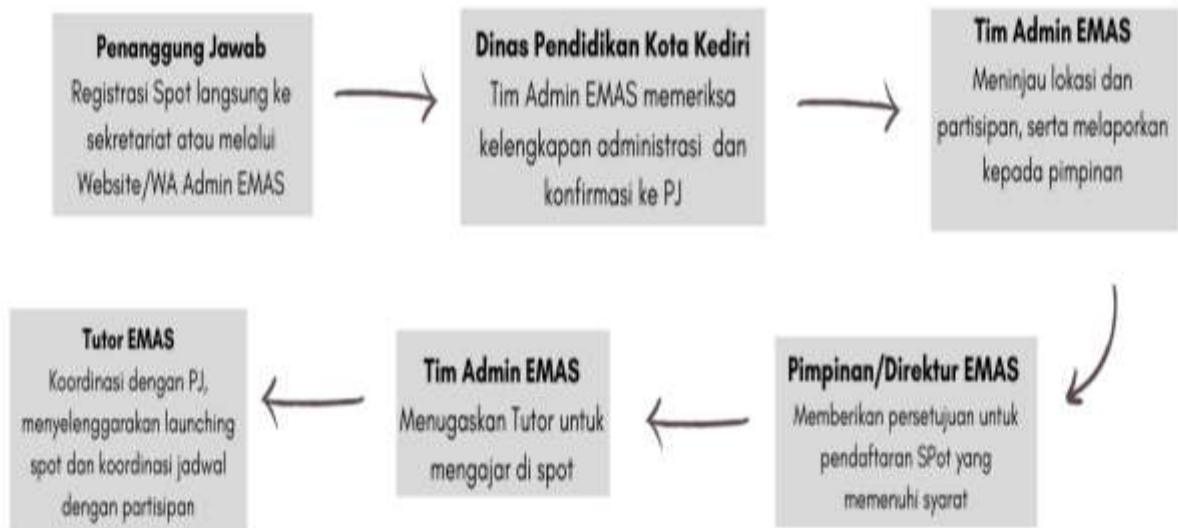 Penanggung Jawab
Registrasi Spot langsung ke
sekretariat atau melalui
Website/WA Admin EMAS
Dinas Pendidikan Kota Kediri
Tim Admin EMAS memeriksa
kelengkapan administrasi dan
konfirmasi ke PJ
Tim Admin EMAS
Meninjau lokasi dan
partisipan, serta melaporkan
kepada pimpinan
Pimpinan/Direktur EMAS
Memberikan persetujuan untuk
pendaftaran SPot yang
memenuhi syarat
Tim Admin EMAS
Menugaskan Tutor untuk
mengajar di spot
Tutor EMAS
Koordinasi dengan PJ,
menyelenggarakan launching
spot dan koordinasi jadwal
dengan partisipan